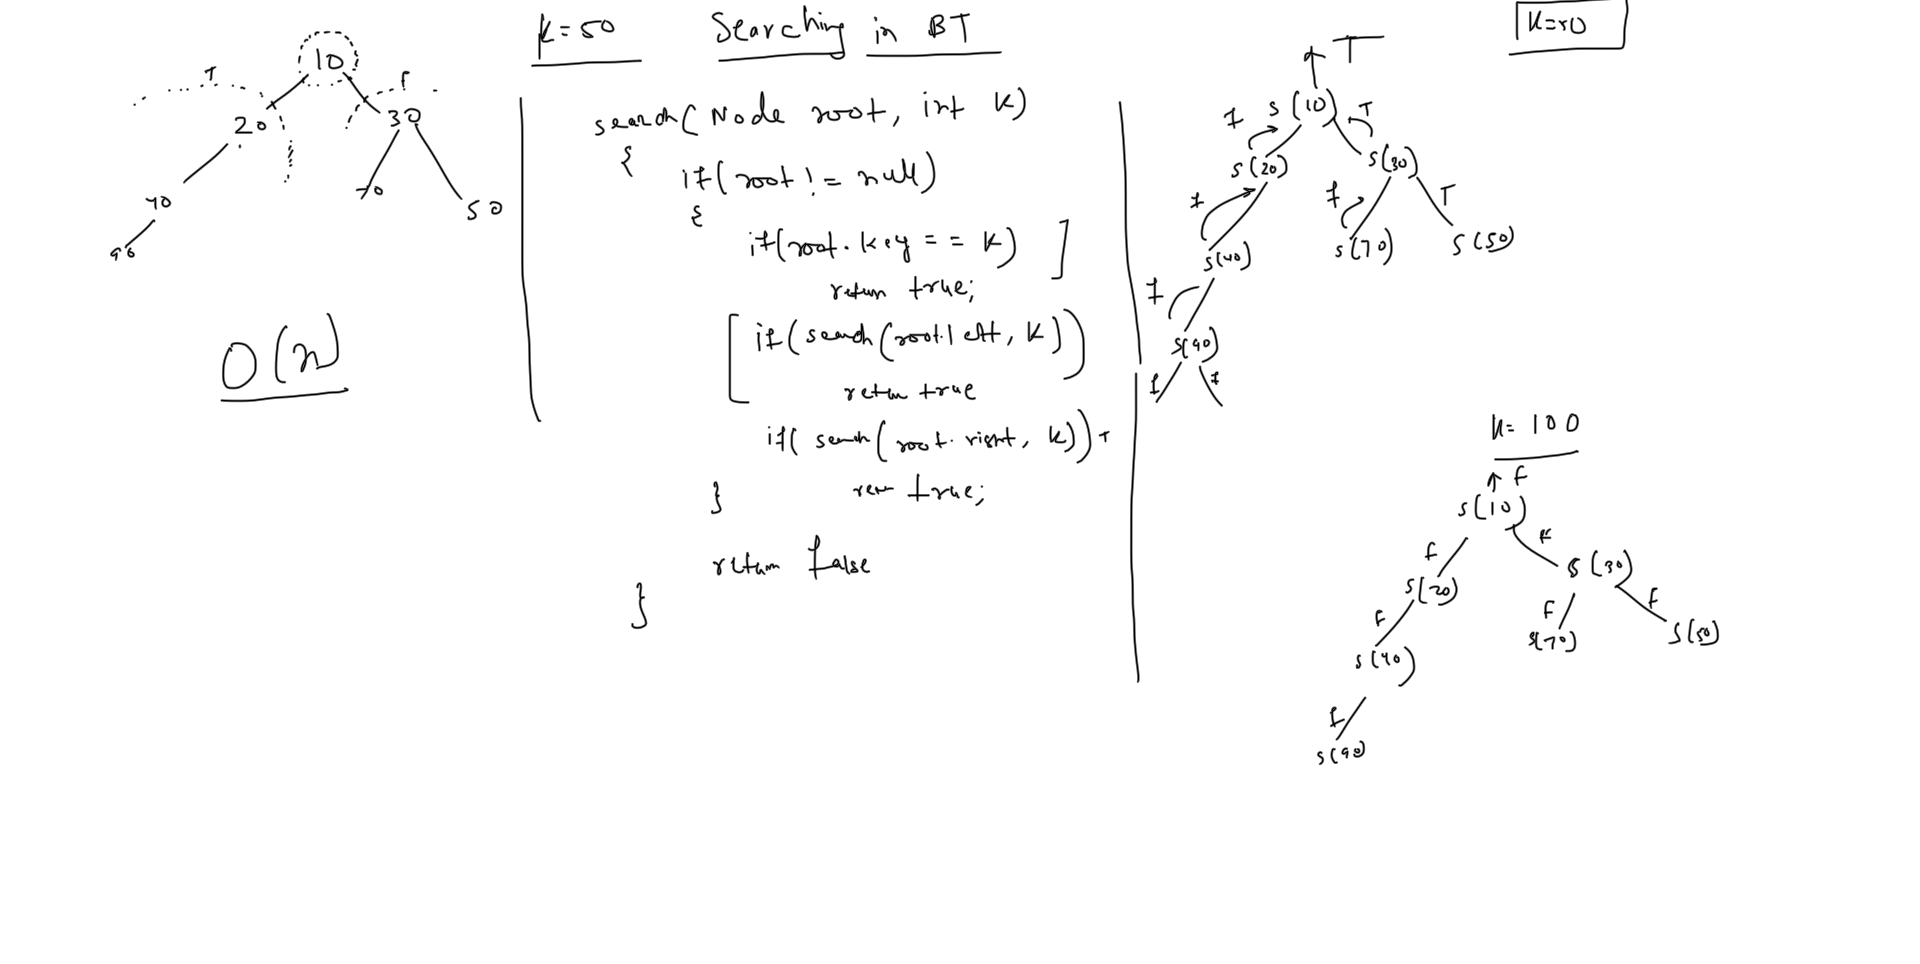 k=50 Searching in BT
K=50
10
T F
20 30
40 70 50
90
O(n)
search(Node root, int K)
{
if(root != null)
{
if(root.key == K)
return true;
if(search(root.left, K))
return true
if(search(root.right, K)) T
}
return true;
return false
}
T
F S(10) T
S(20) S(30)
F F T
S(40) S(70) S(50)
F
S(90)
F F
K=100
F
S(10)
F F
S(20) S(30)
F F F
S(40) S(70) S(50)
F
S(90)